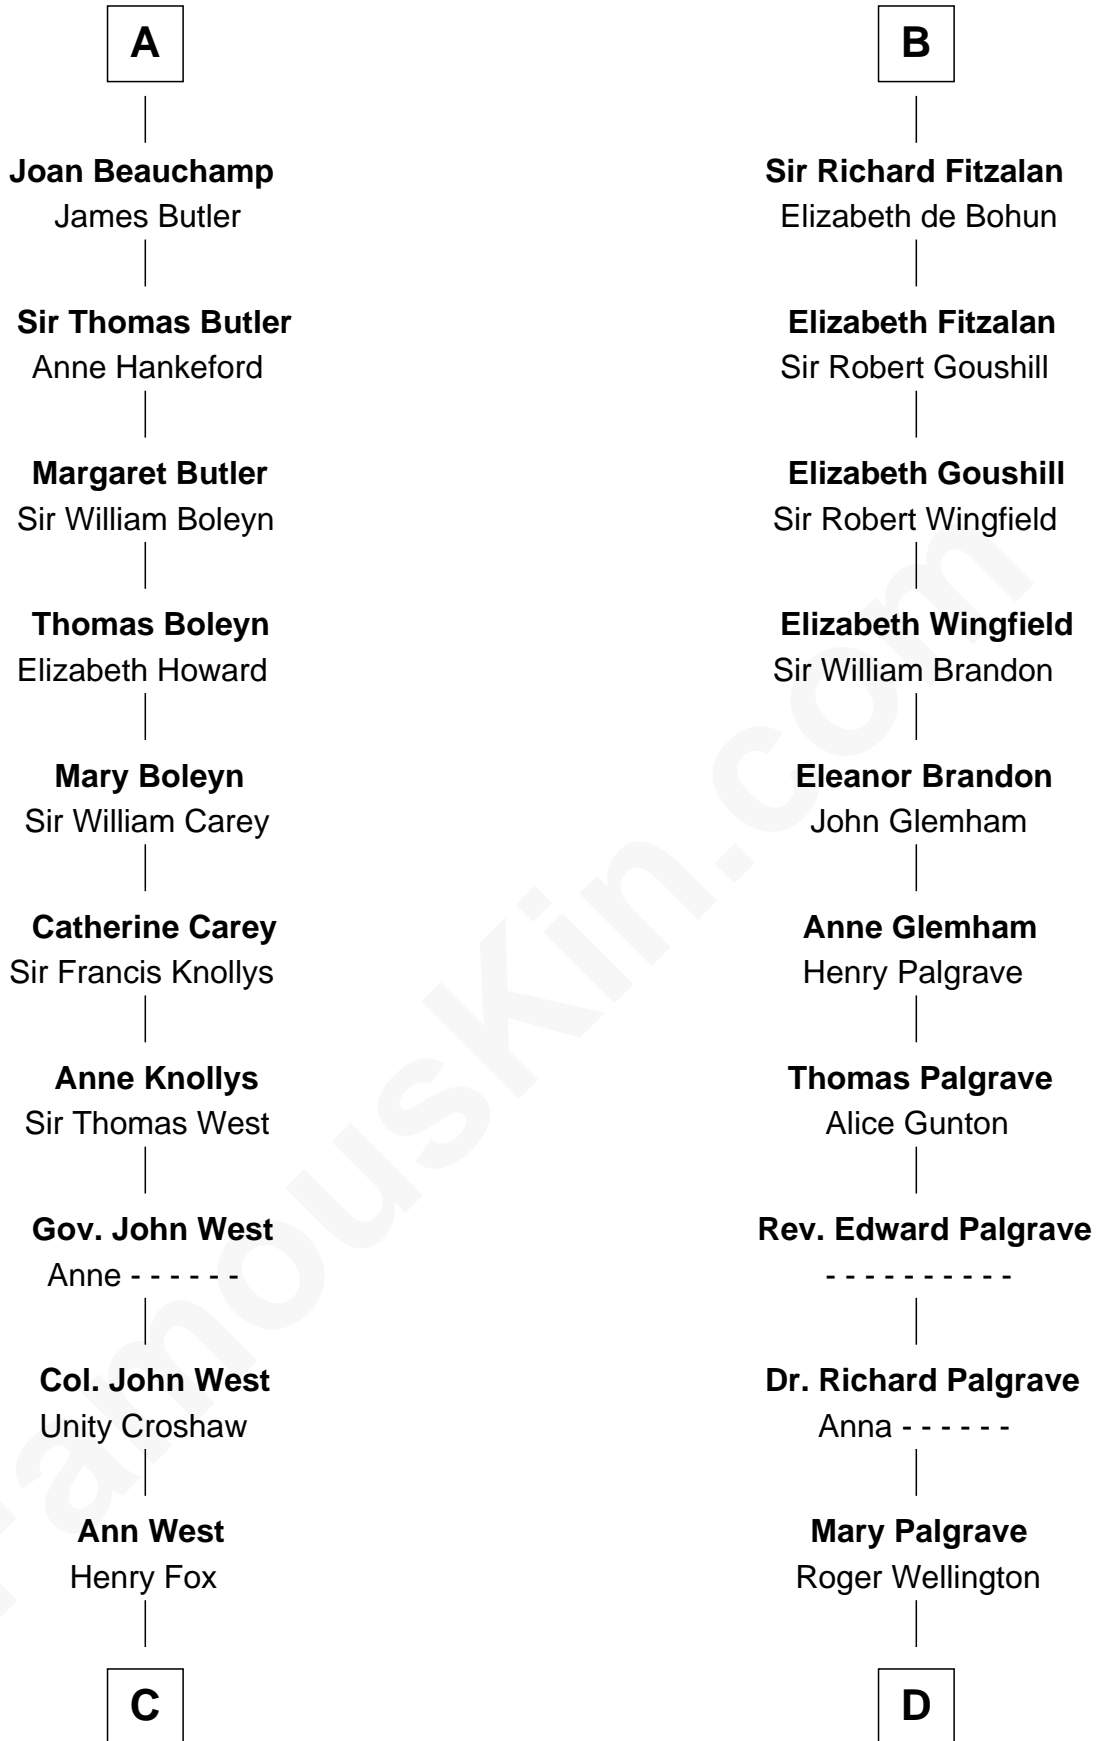 A
Joan Beauchamp
James Butler
Sir Thomas Butler
Anne Hankeford
Margaret Butler
Sir William Boleyn
Thomas Boleyn
Elizabeth Howard
Mary Boleyn
Sir William Carey
Catherine Carey
Sir Francis Knollys
Anne Knollys
Sir Thomas West
Gov. John West
Anne - - - - - -
Col. John West
Unity Croshaw
Ann West
Henry Fox
C
B
Sir Richard Fitzalan
Elizabeth de Bohun
Elizabeth Fitzalan
Sir Robert Goushill
Elizabeth Goushill
Sir Robert Wingfield
Elizabeth Wingfield
Sir William Brandon
Eleanor Brandon
John Glemham
Anne Glemham
Henry Palgrave
Thomas Palgrave
Alice Gunton
Rev. Edward Palgrave
- - - - - - - - - -
Dr. Richard Palgrave
Anna - - - - - -
Mary Palgrave
Roger Wellington
D
FamousKin.com